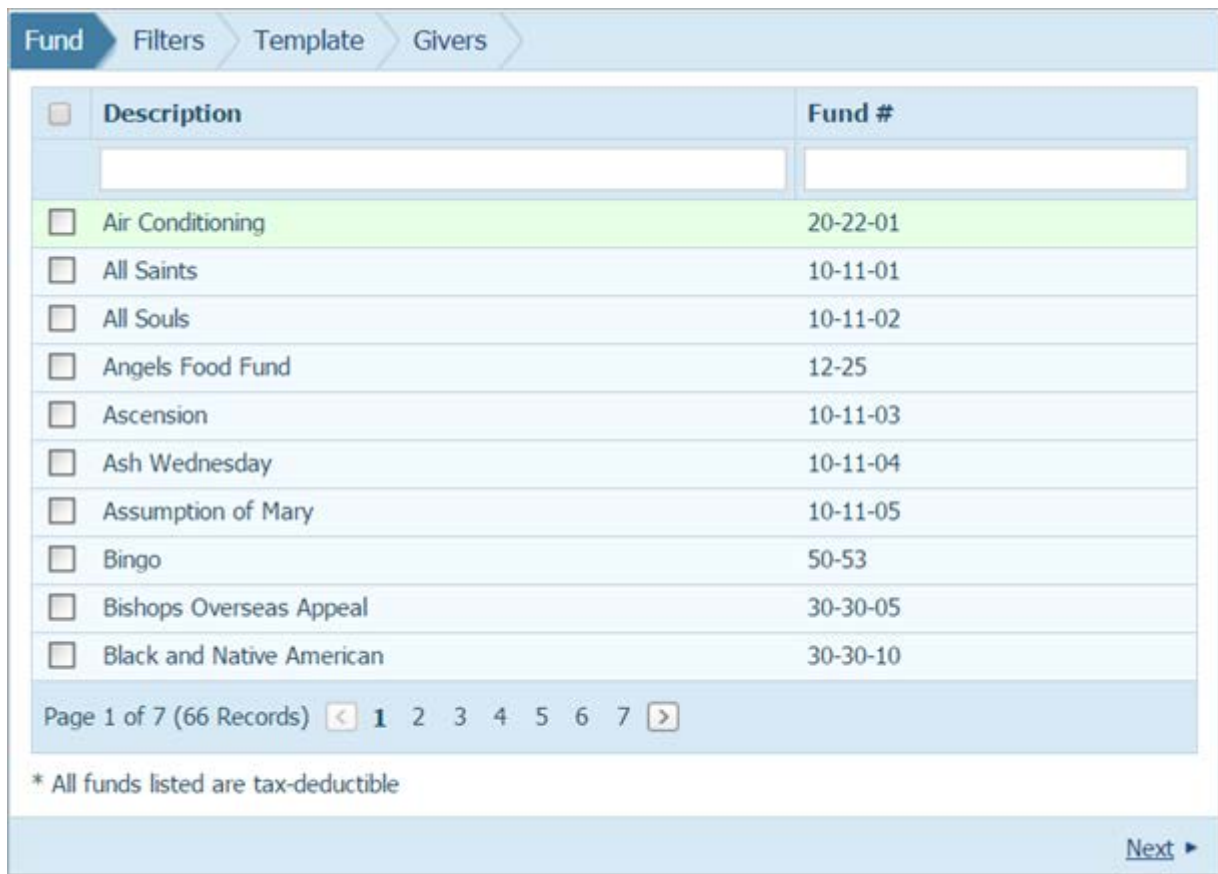 Fund Filters Template Givers
Description Fund #
Air Conditioning 20-22-01
All Saints 10-11-01
All Souls 10-11-02
Angels Food Fund 12-25
Ascension 10-11-03
Ash Wednesday 10-11-04
Assumption of Mary 10-11-05
Bingo 50-53
Bishops Overseas Appeal 30-30-05
Black and Native American 30-30-10
Page 1 of 7 (66 Records) < 1 2 3 4 5 6 7 >
* All funds listed are tax-deductible
Next ►